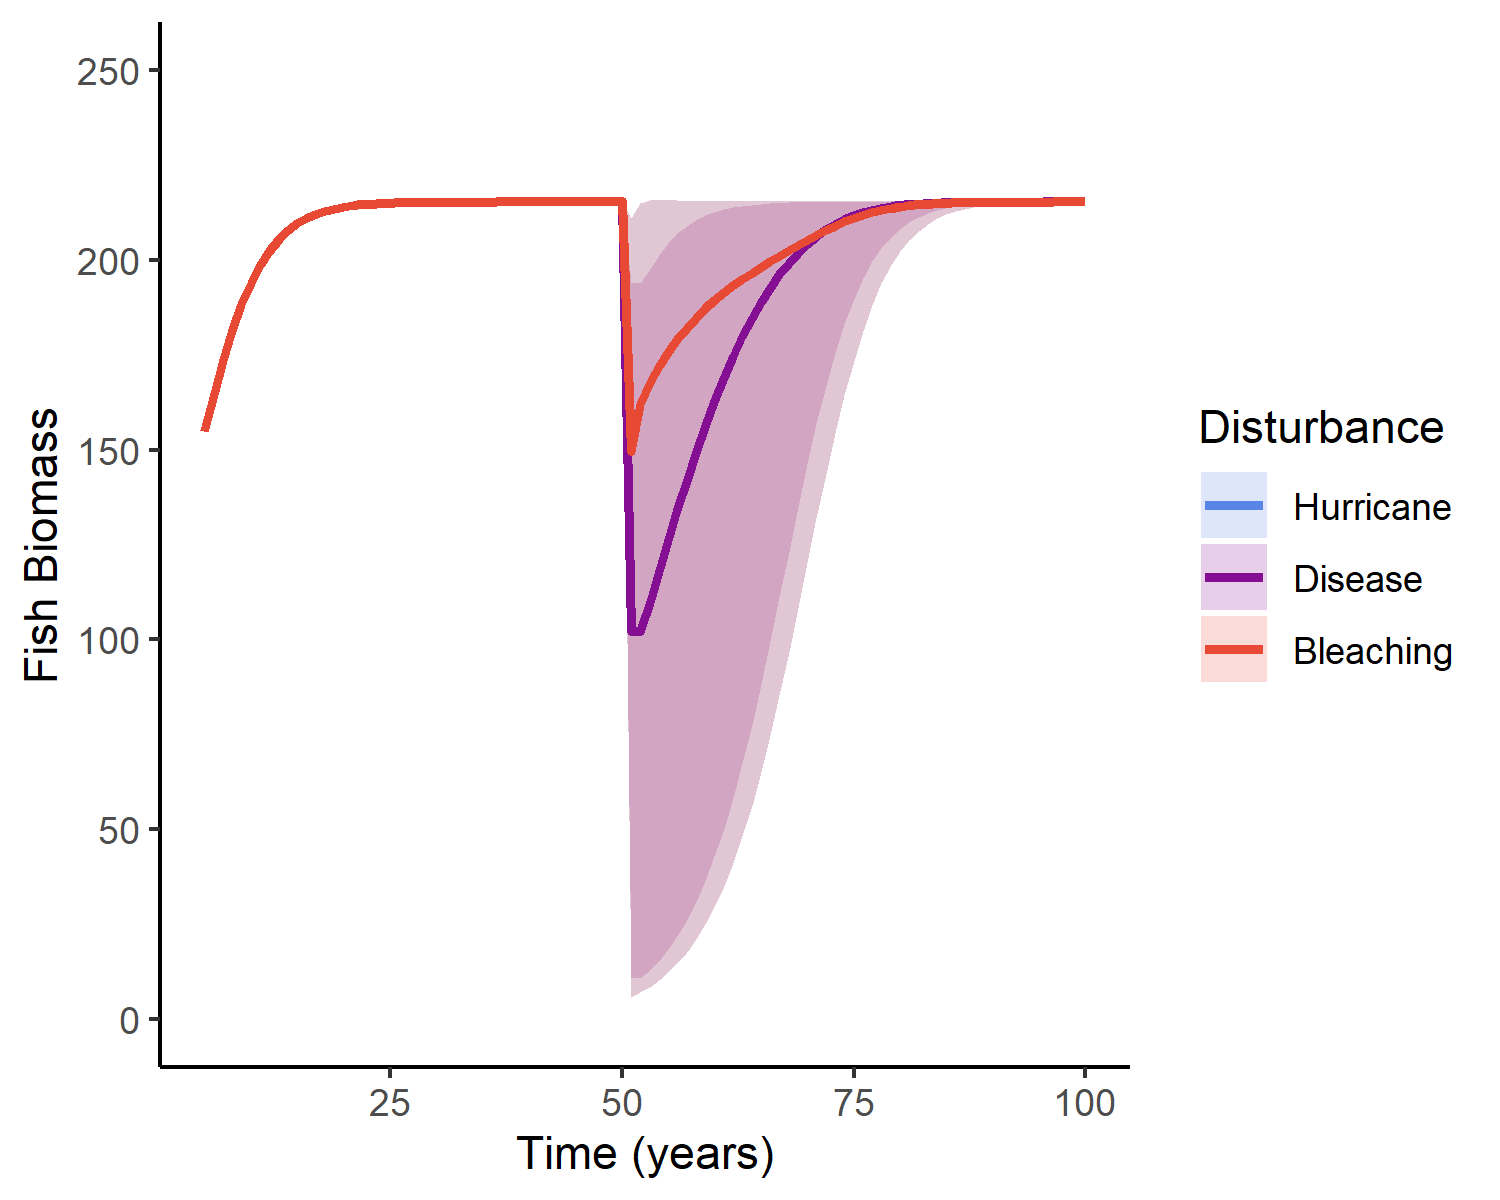 250
200
150
100
50
0
Fish Biomass
25 50 75 100
Time (years)
Disturbance
Hurricane
Disease
Bleaching